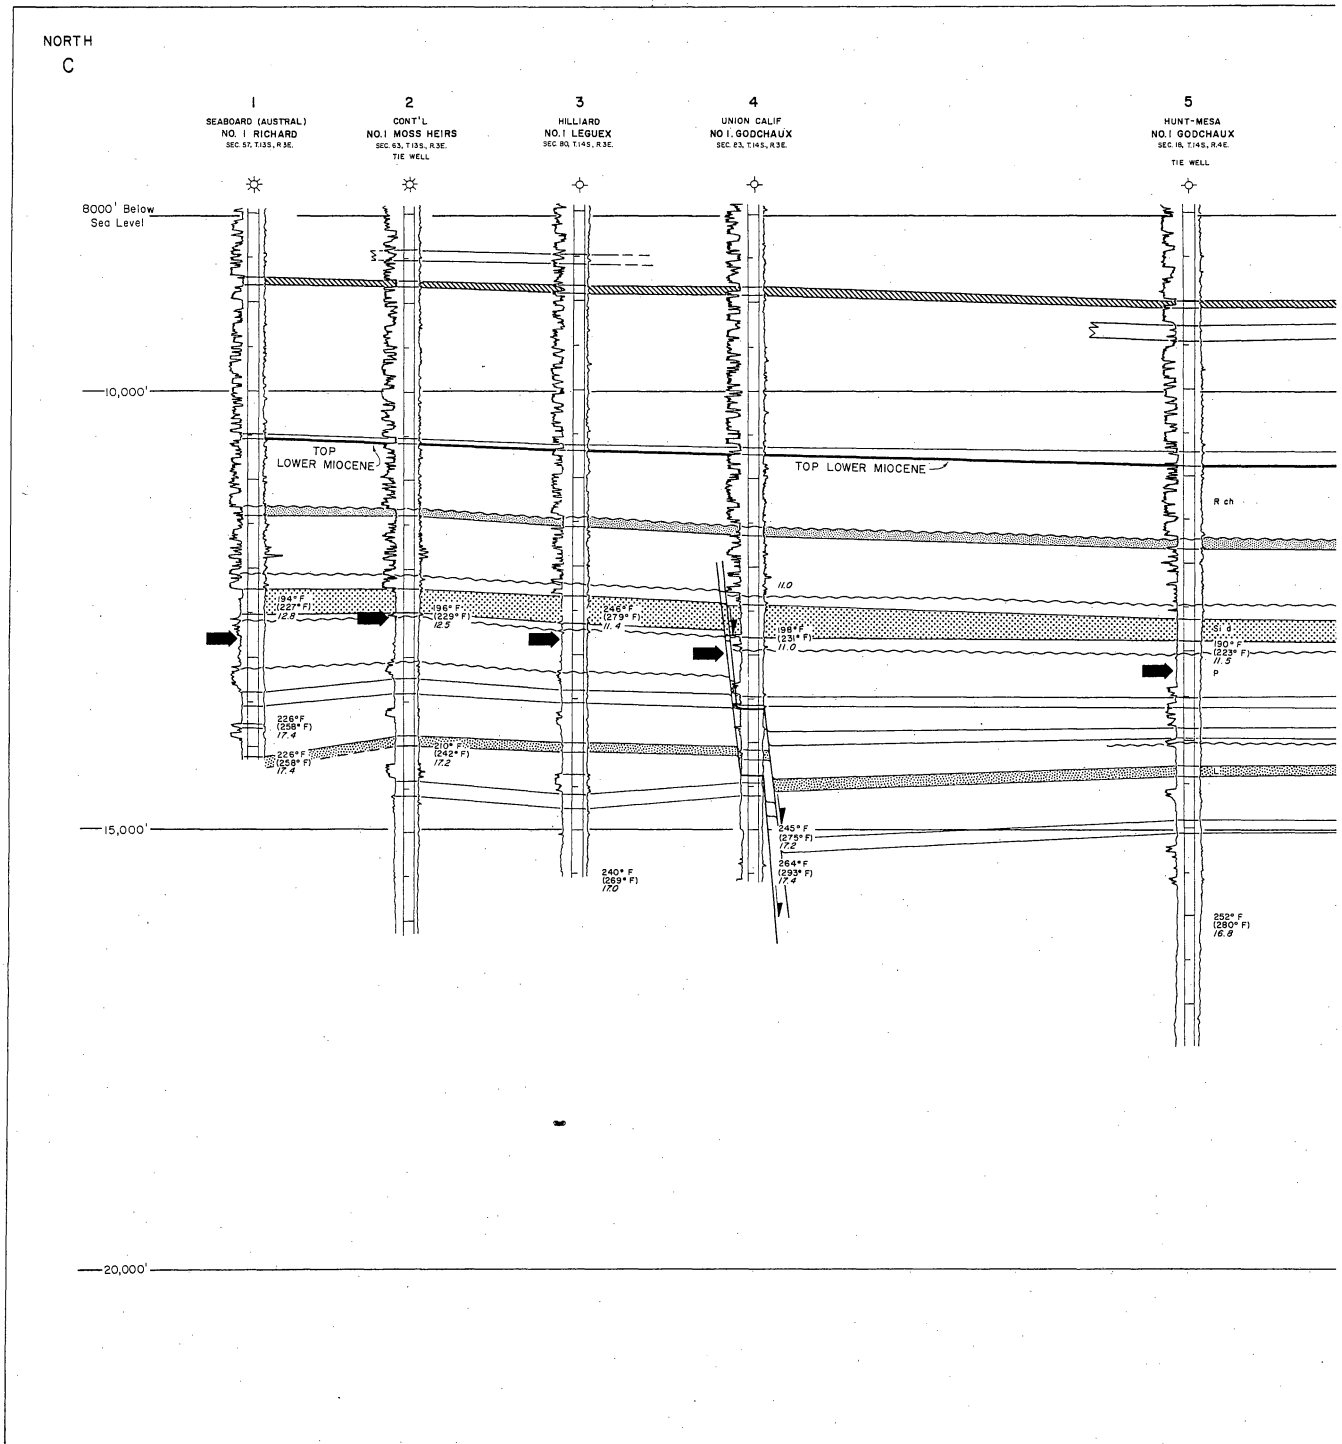 NORTH
C
1
SEABOARD (AUSTRAL)
NO. 1 RICHARD
SEC. 57, T.13S., R.3E.
2
CONT'L
NO.1 MOSS HEIRS
SEC. 63, T.13S., R.3E.
TIE WELL
3
HILLIARD
NO.1 LEGUEX
SEC. 80, T.14S., R.3E.
4
UNION CALIF
NO 1. GODCHAUX
SEC. 23, T.14S., R.3E.
5
HUNT-MESA
NO.1 GODCHAUX
SEC. 18, T.14S., R.4E.
TIE WELL
8000' Below
Sea Level
10,000'
TOP
LOWER MIOCENE
TOP LOWER MIOCENE
R ch
11.0
194° F
(227° F)
12.8
196° F
(229° F)
12.5
246° F
(279° F)
11.4
198° F
(231° F)
11.0
Si d
190° F
(223° F)
11.5
P
226° F
(258° F)
17.4
226° F
(258° F)
17.4
210° F
(242° F)
17.2
L
15,000'
245° F
(275° F)
17.2
264° F
(293° F)
17.4
240° F
(269° F)
17.0
252° F
(280° F)
16.8
20,000'